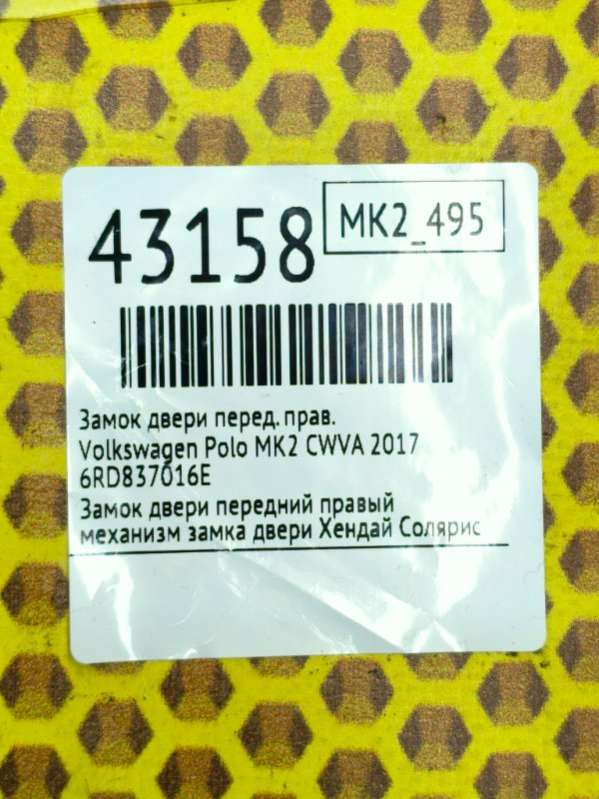 43158
MK2_495
Замок двери перед. прав.
Volkswagen Polo MK2 CWVA 2017
6RD837016E
Замок двери передний правый
механизм замка двери Хендай Солярис